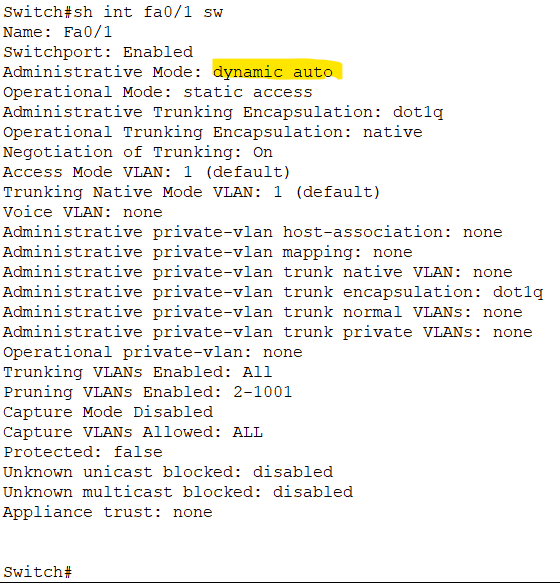 Switch#sh int fa0/1 sw
Name: Fa0/1
Switchport: Enabled
Administrative Mode: dynamic auto
Operational Mode: static access
Administrative Trunking Encapsulation: dot1q
Operational Trunking Encapsulation: native
Negotiation of Trunking: On
Access Mode VLAN: 1 (default)
Trunking Native Mode VLAN: 1 (default)
Voice VLAN: none
Administrative private-vlan host-association: none
Administrative private-vlan mapping: none
Administrative private-vlan trunk native VLAN: none
Administrative private-vlan trunk encapsulation: dot1q
Administrative private-vlan trunk normal VLANs: none
Administrative private-vlan trunk private VLANs: none
Operational private-vlan: none
Trunking VLANs Enabled: All
Pruning VLANs Enabled: 2-1001
Capture Mode Disabled
Capture VLANs Allowed: ALL
Protected: false
Unknown unicast blocked: disabled
Unknown multicast blocked: disabled
Appliance trust: none
Switch#